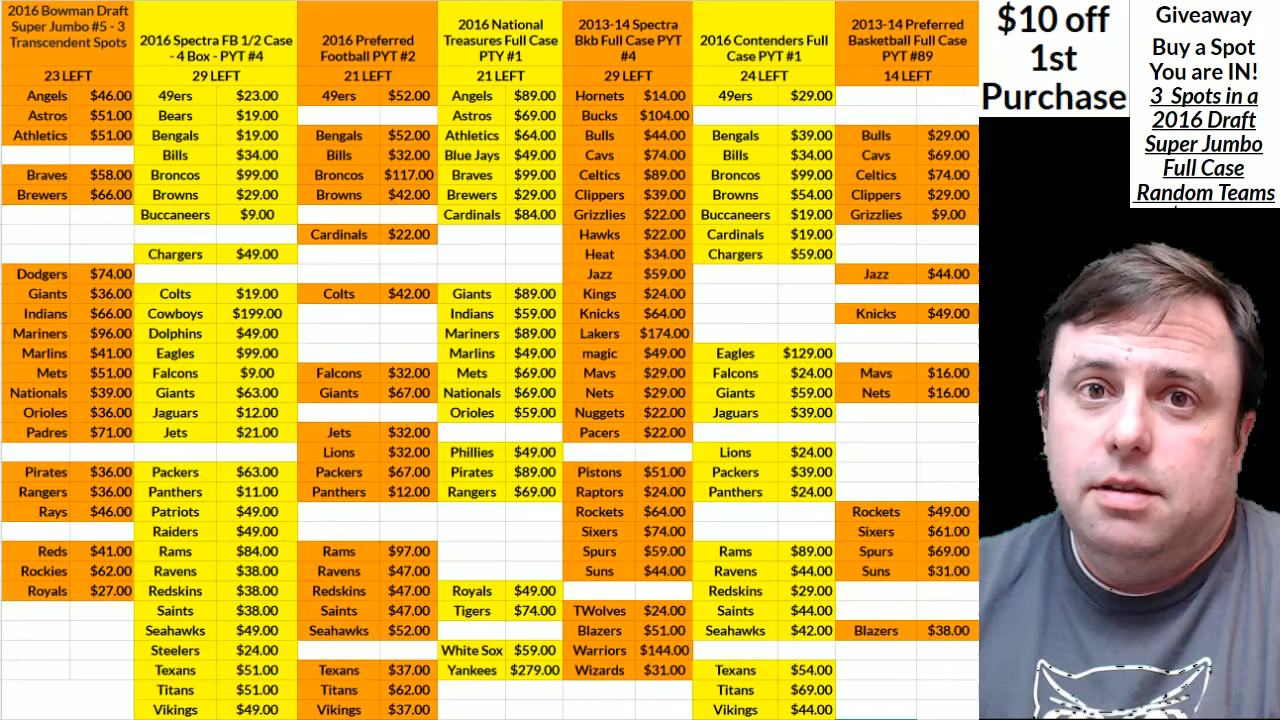 2016 Bowman Draft
Super Jumbo #5 - 3
Transcendent Spots
2016 Spectra FB 1/2 Case
- 4 Box - PYT #4
2016 Preferred
Football PYT #2
2016 National
Treasures Full Case
PTY #1
2013-14 Spectra
Bkb Full Case PYT
#4
2016 Contenders Full
Case PYT #1
2013-14 Preferred
Basketball Full Case
PYT #89
23 LEFT 29 LEFT 21 LEFT 21 LEFT 29 LEFT 24 LEFT 14 LEFT
Angels $46.00 49ers $23.00 49ers $52.00 Angels $89.00 Hornets $14.00 49ers $29.00
Astros $51.00 Bears $19.00 Astros $69.00 Bucks $104.00
Athletics $51.00 Bengals $19.00 Bengals $52.00 Athletics $64.00 Bulls $44.00 Bengals $39.00 Bulls $29.00
Bills $34.00 Bills $32.00 Blue Jays $49.00 Cavs $74.00 Bills $34.00 Cavs $69.00
Braves $58.00 Broncos $99.00 Broncos $117.00 Braves $99.00 Celtics $89.00 Broncos $99.00 Celtics $74.00
Brewers $66.00 Browns $29.00 Browns $42.00 Brewers $29.00 Clippers $39.00 Browns $54.00 Clippers $29.00
Buccaneers $9.00 Cardinals $84.00 Grizzlies $22.00 Buccaneers $19.00 Grizzlies $9.00
Cardinals $22.00 Hawks $22.00 Cardinals $19.00
Chargers $49.00 Heat $34.00 Chargers $59.00
Dodgers $74.00 Jazz $59.00 Jazz $44.00
Giants $36.00 Colts $19.00 Colts $42.00 Giants $89.00 Kings $24.00
Indians $66.00 Cowboys $199.00 Indians $59.00 Knicks $64.00 Knicks $49.00
Mariners $96.00 Dolphins $49.00 Mariners $89.00 Lakers $174.00
Marlins $41.00 Eagles $99.00 Marlins $49.00 magic $49.00 Eagles $129.00
Mets $51.00 Falcons $9.00 Falcons $32.00 Mets $69.00 Mavs $29.00 Falcons $24.00 Mavs $16.00
Nationals $39.00 Giants $63.00 Giants $67.00 Nationals $69.00 Nets $29.00 Giants $59.00 Nets $16.00
Orioles $36.00 Jaguars $12.00 Orioles $59.00 Nuggets $22.00 Jaguars $39.00
Padres $71.00 Jets $21.00 Jets $32.00 Pacers $22.00
Lions $32.00 Phillies $49.00 Lions $24.00
Pirates $36.00 Packers $63.00 Packers $67.00 Pirates $89.00 Pistons $51.00 Packers $39.00
Rangers $36.00 Panthers $11.00 Panthers $12.00 Rangers $69.00 Raptors $24.00 Panthers $24.00
Rays $46.00 Patriots $49.00 Rockets $64.00 Rockets $49.00
Raiders $49.00 Sixers $74.00 Sixers $61.00
Reds $41.00 Rams $84.00 Rams $97.00 Spurs $59.00 Rams $89.00 Spurs $69.00
Rockies $62.00 Ravens $38.00 Ravens $47.00 Suns $44.00 Ravens $44.00 Suns $31.00
Royals $27.00 Redskins $38.00 Redskins $47.00 Royals $49.00 Redskins $29.00
Saints $38.00 Saints $47.00 Tigers $74.00 TWolves $24.00 Saints $44.00
Seahawks $49.00 Seahawks $52.00 Blazers $51.00 Seahawks $42.00 Blazers $38.00
Steelers $24.00 White Sox $59.00 Warriors $144.00
Texans $51.00 Texans $37.00 Yankees $279.00 Wizards $31.00 Texans $54.00
Titans $51.00 Titans $62.00 Titans $69.00
Vikings $49.00 Vikings $37.00 Vikings $44.00
$10 off
1st
Purchase
Giveaway
Buy a Spot
You are IN!
3 Spots in a
2016 Draft
Super Jumbo
Full Case
Random Teams